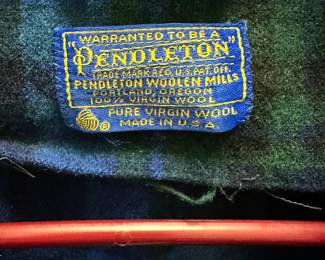 "WARRANTED TO BE A"
PENDLETON
TRADE MARK REG. U.S. PAT. OFF.
PENDLETON WOOLEN MILLS
PORTLAND, OREGON
100% VIRGIN WOOL
PURE VIRGIN WOOL
® MADE IN U.S.A.